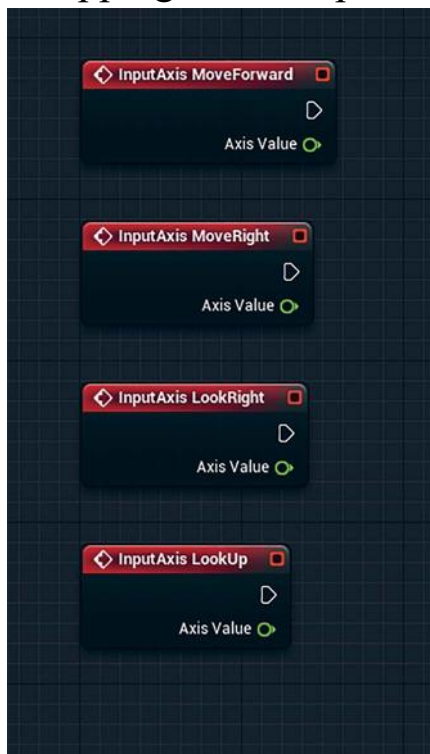 InputAxis MoveForward
Axis Value
InputAxis MoveRight
Axis Value
InputAxis LookRight
Axis Value
InputAxis LookUp
Axis Value